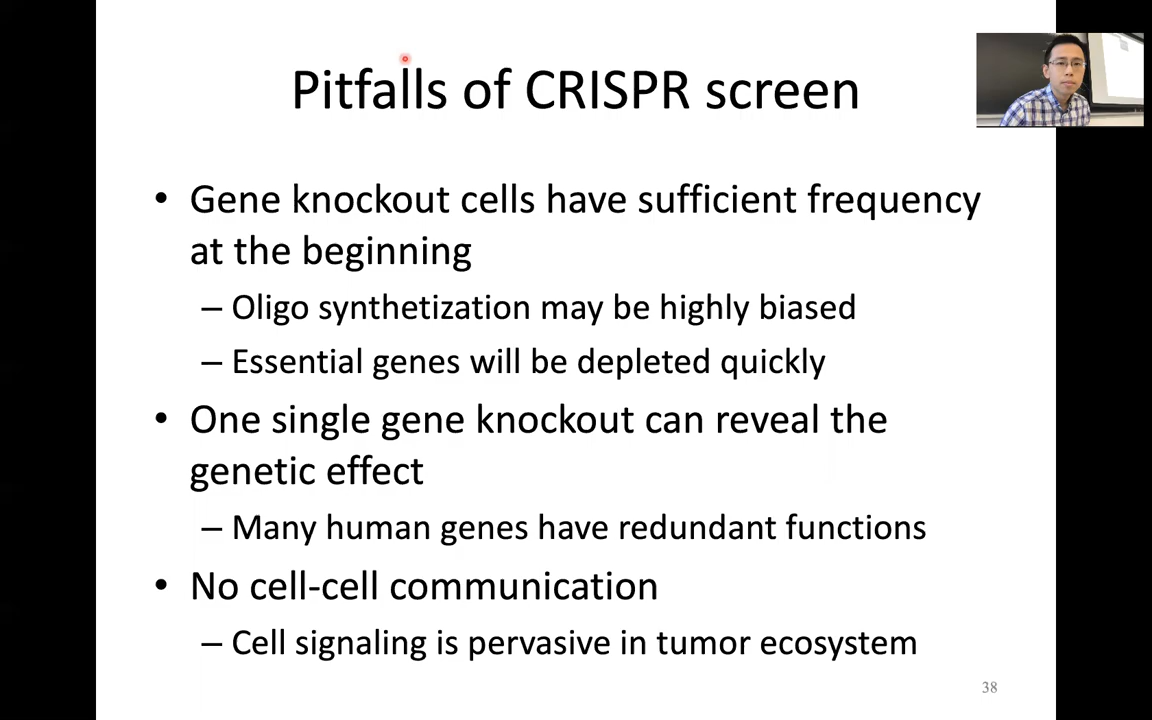 Pitfalls of CRISPR screen
• Gene knockout cells have sufficient frequency
at the beginning
– Oligo synthetization may be highly biased
– Essential genes will be depleted quickly
• One single gene knockout can reveal the
genetic effect
– Many human genes have redundant functions
• No cell-cell communication
– Cell signaling is pervasive in tumor ecosystem
38